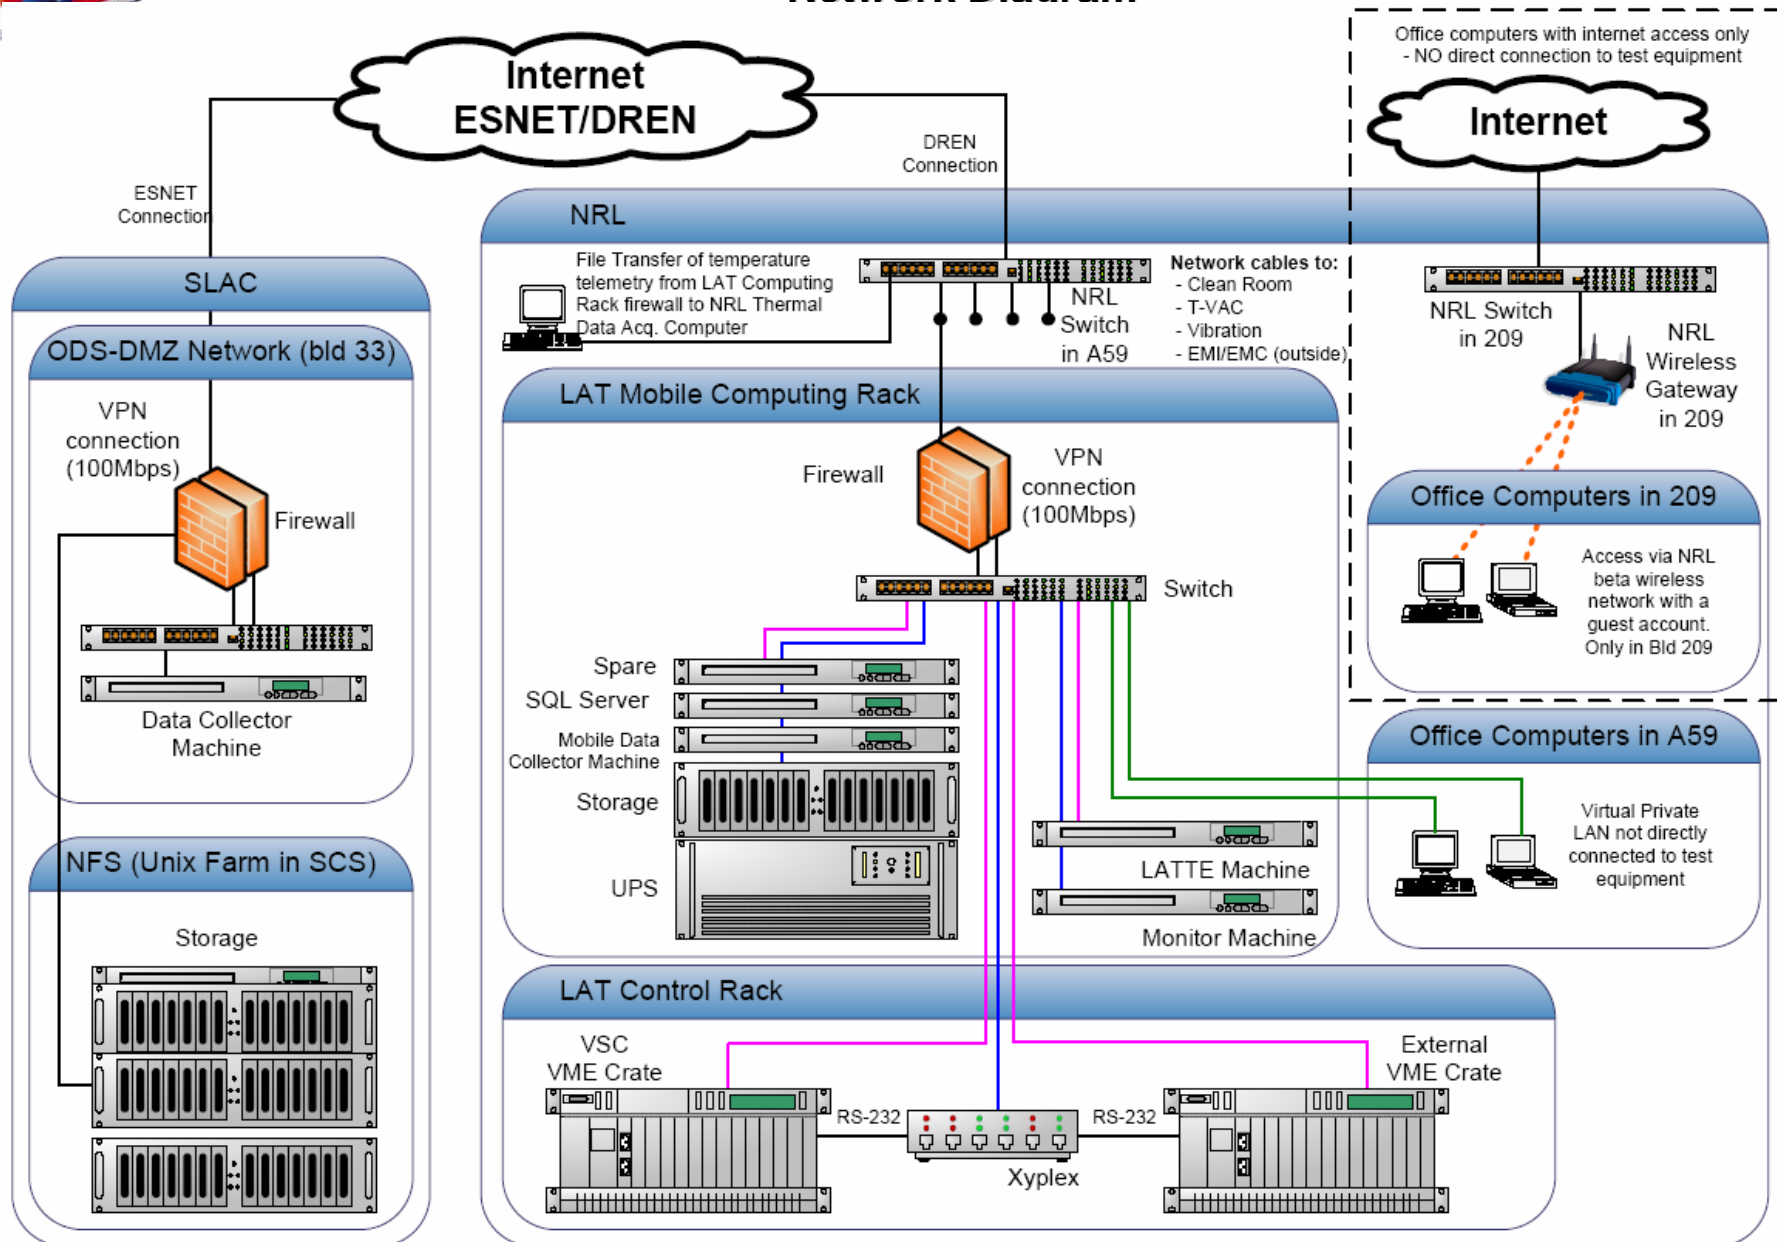 Network Diagram
Office computers with internet access only
- NO direct connection to test equipment
Internet
ESNET/DREN
Internet
DREN
Connection
ESNET
Connection
NRL
File Transfer of temperature
telemetry from LAT Computing
Rack firewall to NRL Thermal
Data Acq. Computer
NRL
Switch
in A59
Network cables to:
- Clean Room
- T-VAC
- Vibration
- EMI/EMC (outside)
NRL Switch
in 209
NRL
Wireless
Gateway
in 209
SLAC
ODS-DMZ Network (bld 33)
VPN
connection
(100Mbps)
Firewall
Data Collector
Machine
NFS (Unix Farm in SCS)
Storage
LAT Mobile Computing Rack
Firewall
VPN
connection
(100Mbps)
Switch
Spare
SQL Server
Mobile Data
Collector Machine
Storage
UPS
LATTE Machine
Monitor Machine
Office Computers in 209
Access via NRL
beta wireless
network with a
guest account.
Only in Bld 209
Office Computers in A59
Virtual Private
LAN not directly
connected to test
equipment
LAT Control Rack
VSC
VME Crate
RS-232
Xyplex
RS-232
External
VME Crate